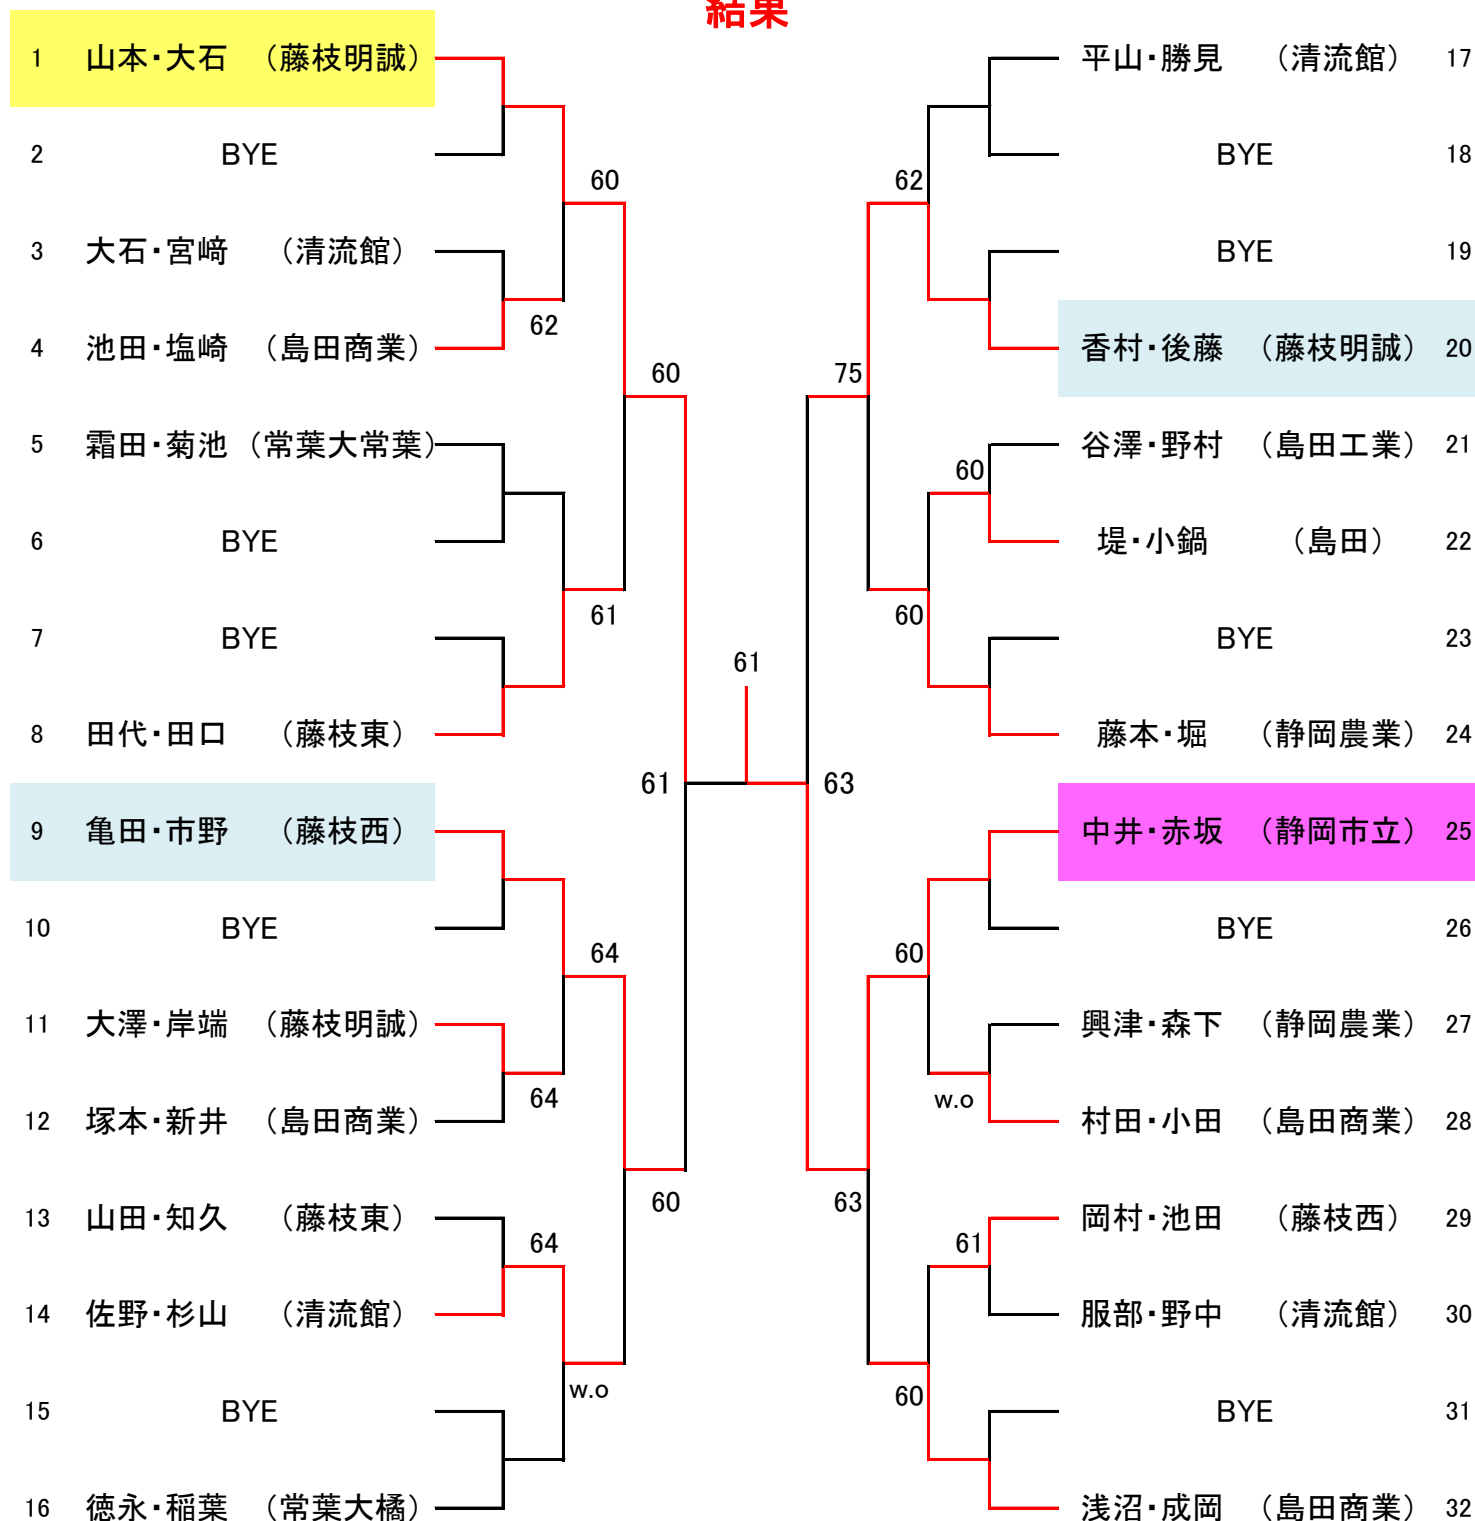 結果
1 山本・大石 （藤枝明誠）
2 BYE
60
3 大石・宮﨑 （清流館）
62
4 池田・塩崎 （島田商業）
60
5 霜田・菊池 （常葉大常葉）
6 BYE
61
7 BYE
8 田代・田口 （藤枝東）
61
9 亀田・市野 （藤枝西）
10 BYE
64
11 大澤・岸端 （藤枝明誠）
64
12 塚本・新井 （島田商業）
60
13 山田・知久 （藤枝東）
64
14 佐野・杉山 （清流館）
w.o
15 BYE
16 徳永・稲葉 （常葉大橘）
61
平山・勝見 （清流館） 17
BYE 18
62
BYE 19
香村・後藤 （藤枝明誠） 20
75
谷澤・野村 （島田工業） 21
60
堤・小鍋 （島田） 22
60
BYE 23
藤本・堀 （静岡農業） 24
63
中井・赤坂 （静岡市立） 25
BYE 26
60
興津・森下 （静岡農業） 27
w.o
村田・小田 （島田商業） 28
63
岡村・池田 （藤枝西） 29
61
服部・野中 （清流館） 30
60
BYE 31
浅沼・成岡 （島田商業） 32